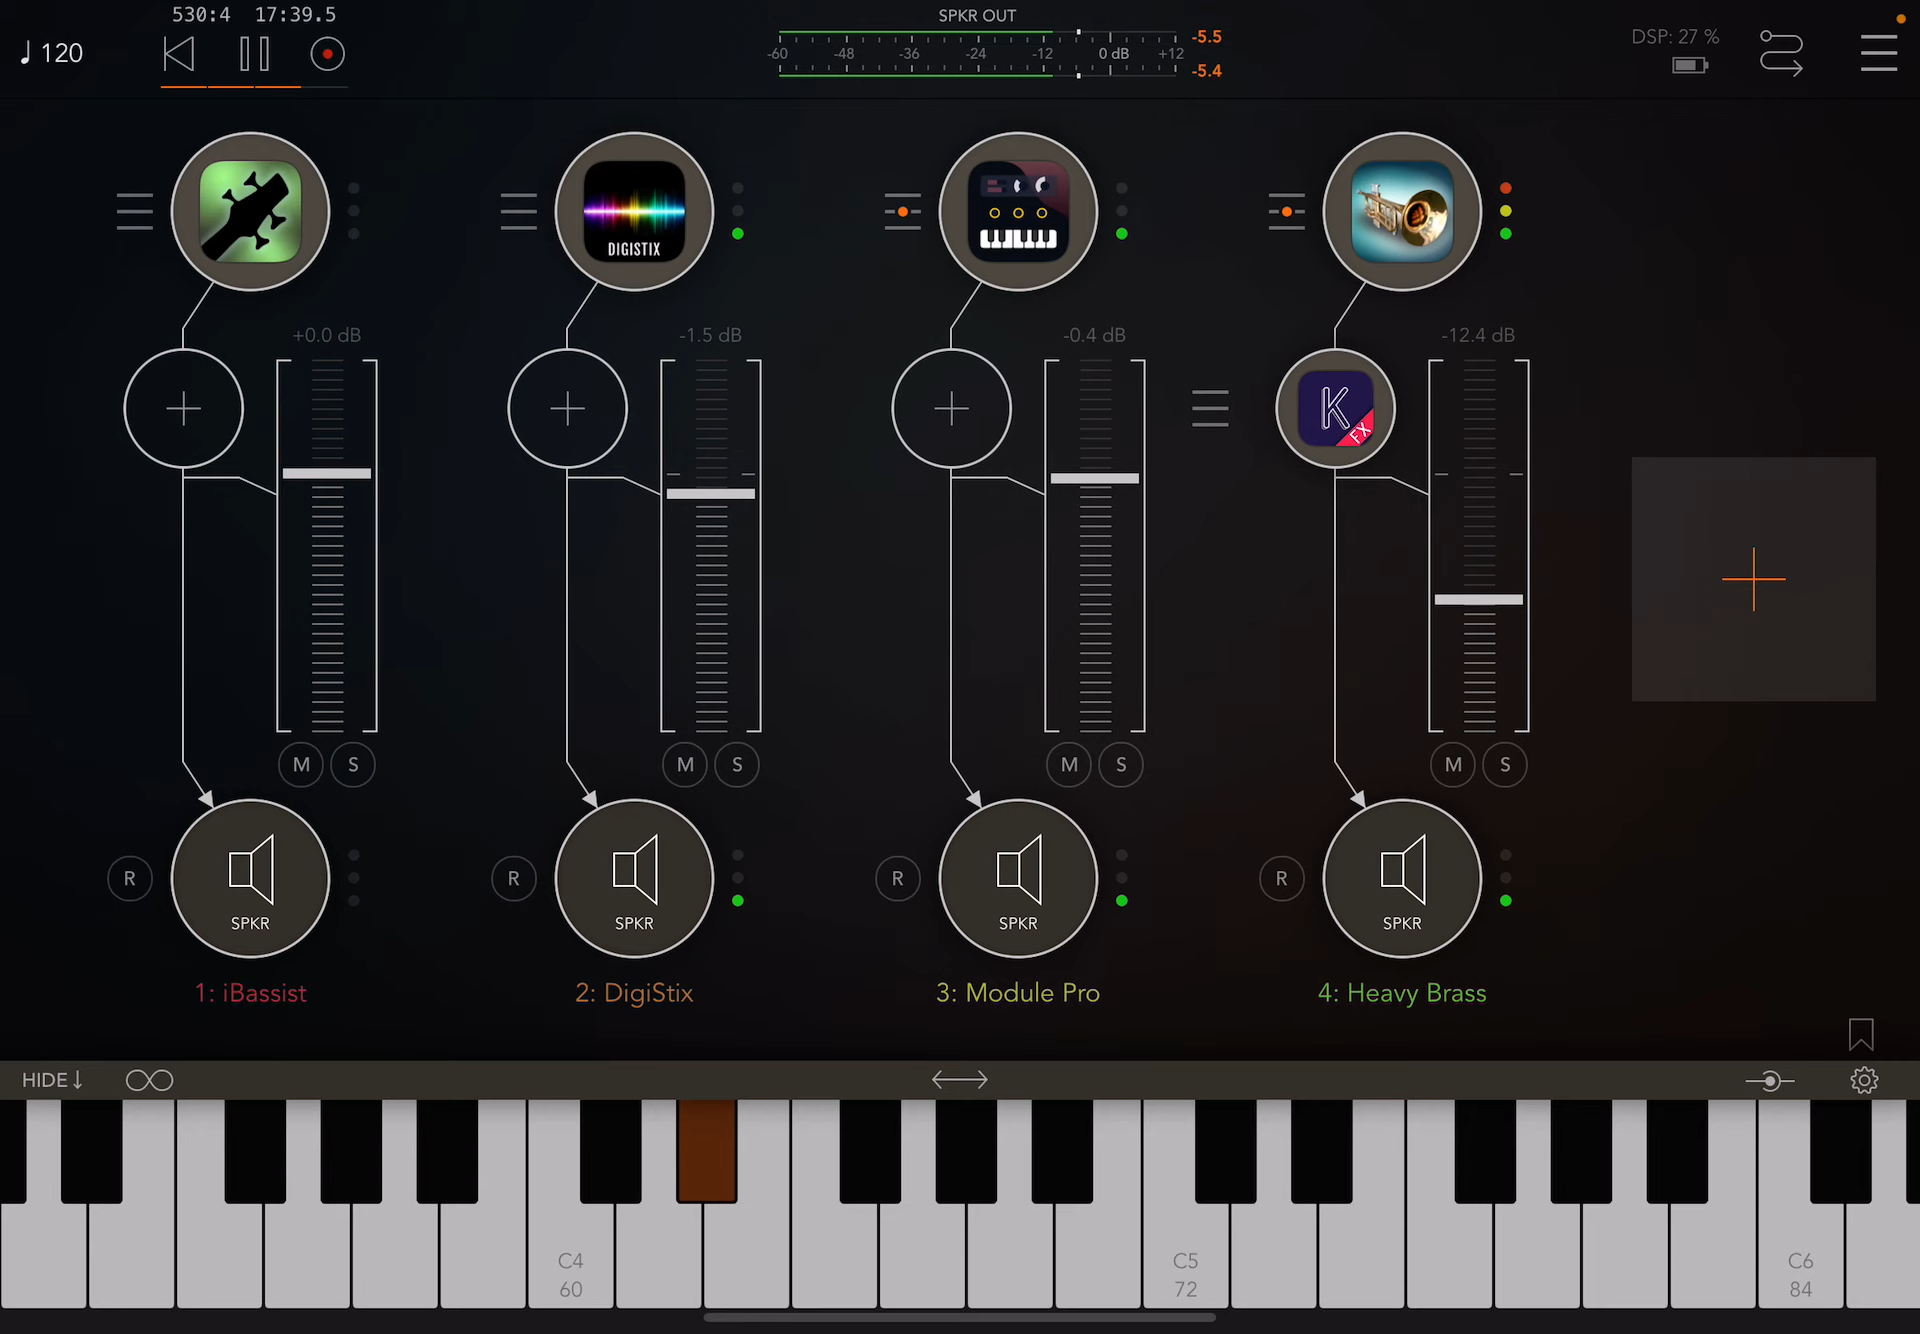 530:4 17:39.5
120
SPKR OUT
-60 -48 -36 -24 -12 0 dB +12
-5.5
-5.4
DSP: 27 %
DIGISTIX
+0.0 dB
-1.5 dB
-0.4 dB
-12.4 dB
K
FX
M S
M S
M S
M S
R SPKR
R SPKR
R SPKR
R SPKR
1: iBassist
2: DigiStix
3: Module Pro
4: Heavy Brass
HIDE
C4
60
C5
72
C6
84